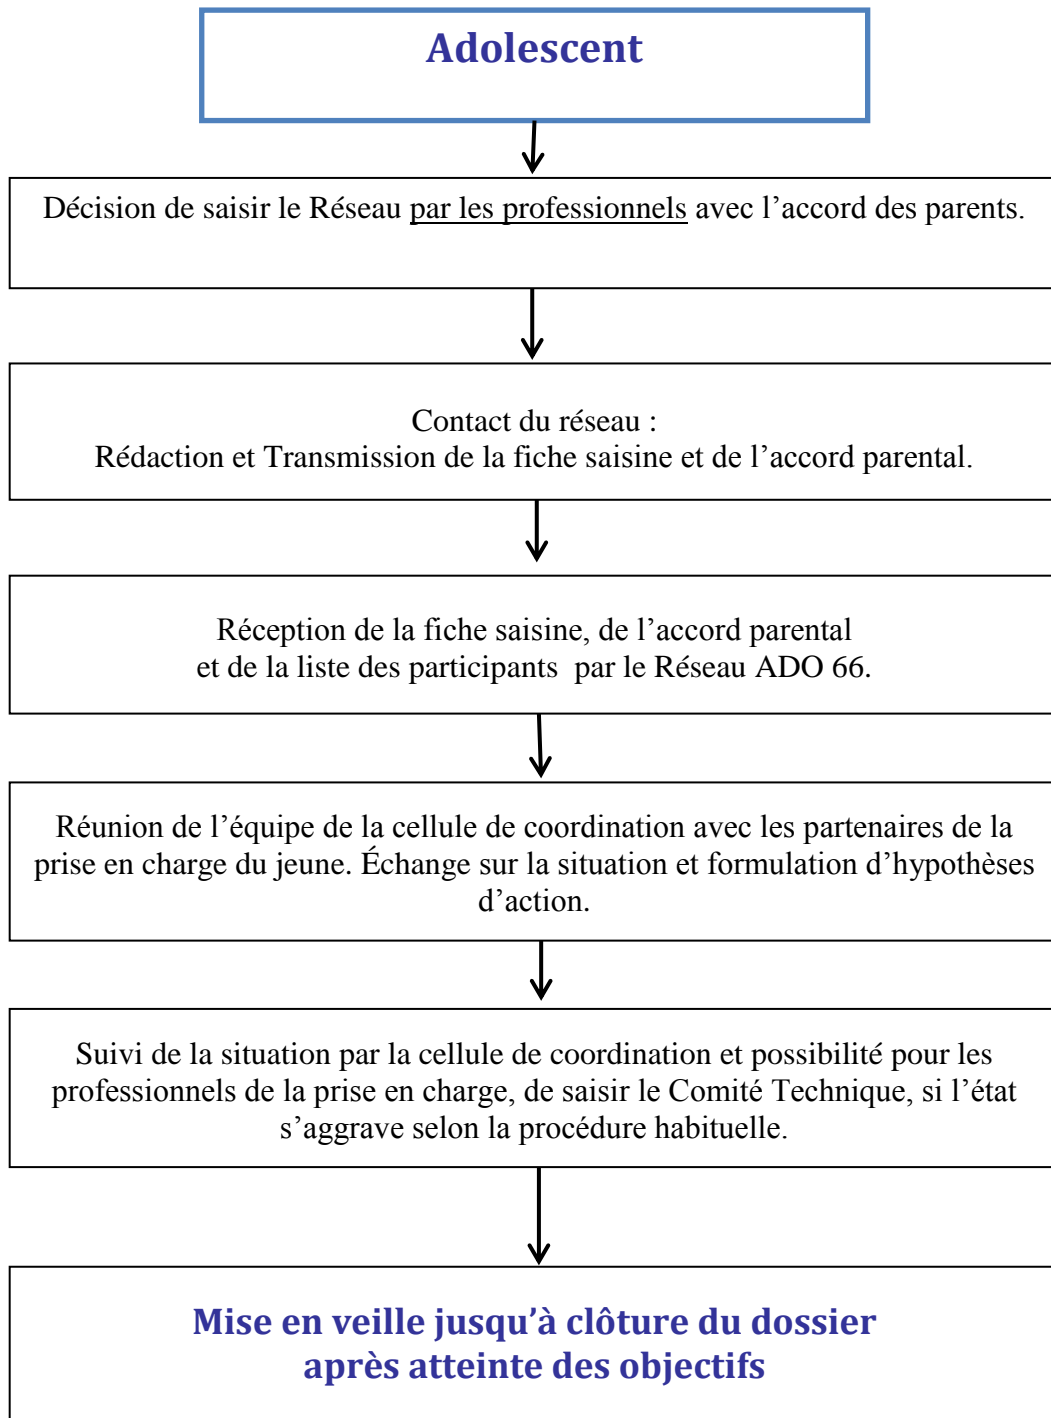 Adolescent
Décision de saisir le Réseau par les professionnels avec l’accord des parents.
Contact du réseau :
Rédaction et Transmission de la fiche saisine et de l’accord parental.
Réception de la fiche saisine, de l’accord parental
et de la liste des participants par le Réseau ADO 66.
Réunion de l’équipe de la cellule de coordination avec les partenaires de la
prise en charge du jeune. Échange sur la situation et formulation d’hypothèses
d’action.
Suivi de la situation par la cellule de coordination et possibilité pour les
professionnels de la prise en charge, de saisir le Comité Technique, si l’état
s’aggrave selon la procédure habituelle.
Mise en veille jusqu’à clôture du dossier
après atteinte des objectifs